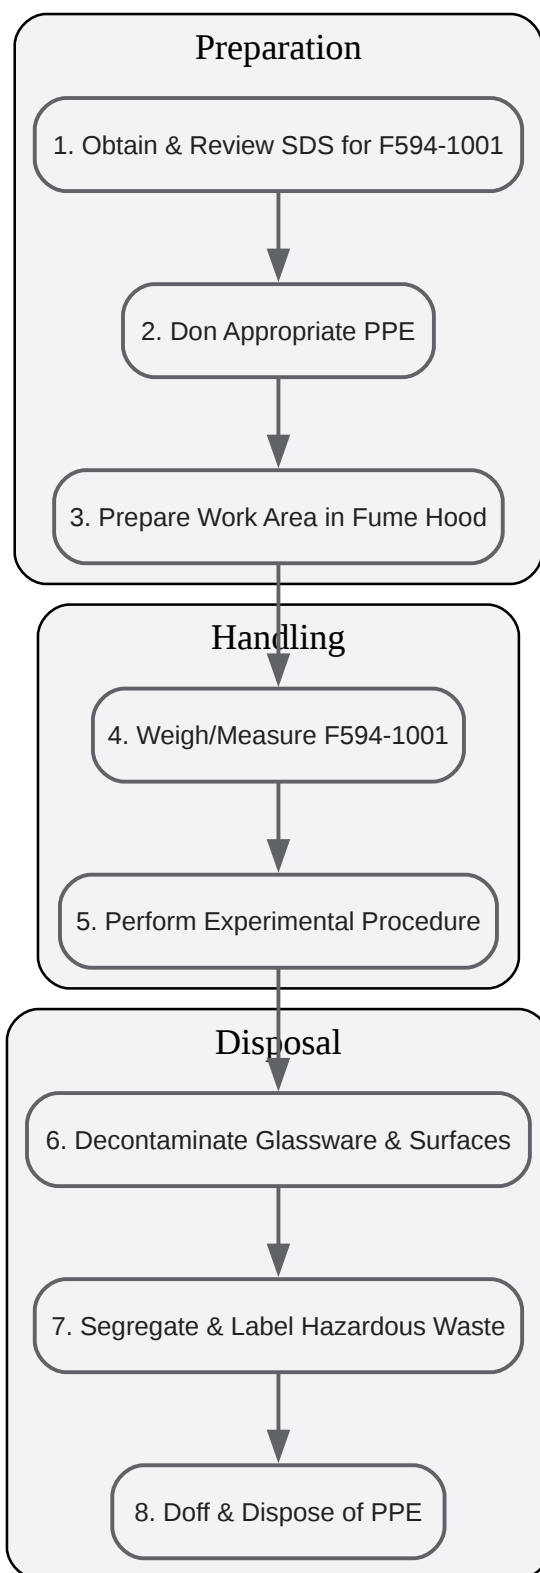 Preparation
1. Obtain & Review SDS for F594-1001
2. Don Appropriate PPE
3. Prepare Work Area in Fume Hood
Handling
4. Weigh/Measure F594-1001
5. Perform Experimental Procedure
Disposal
6. Decontaminate Glassware & Surfaces
7. Segregate & Label Hazardous Waste
8. Doff & Dispose of PPE